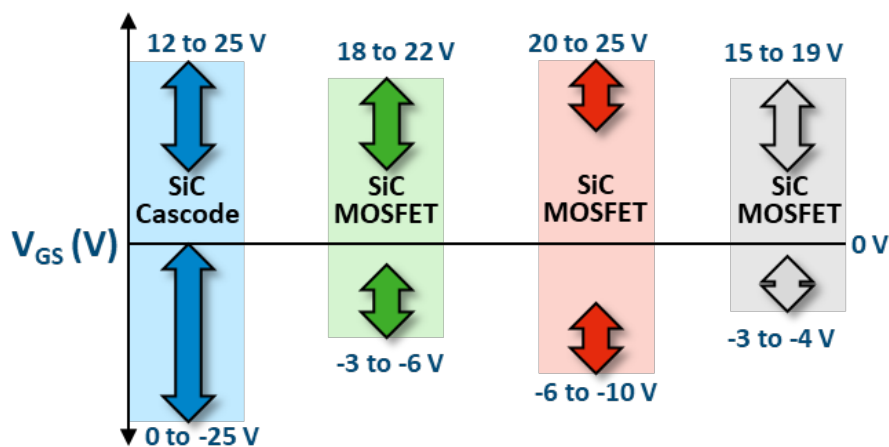 12 to 25 V
18 to 22 V
20 to 25 V
15 to 19 V
SiC
Cascode
SiC
MOSFET
SiC
MOSFET
SiC
MOSFET
VGS (V)
0 V
-3 to -6 V
-6 to -10 V
-3 to -4 V
0 to -25 V